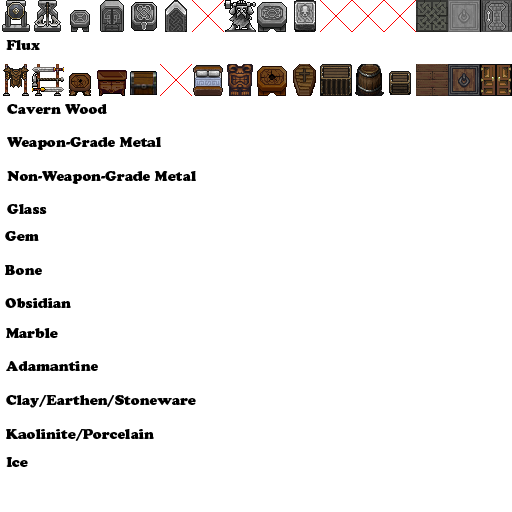 Flux
Cavern Wood
Weapon-Grade Metal
Non-Weapon-Grade Metal
Glass
Gem
Bone
Obsidian
Marble
Adamantine
Clay/Earthen/Stoneware
Kaolinite/Porcelain
Ice